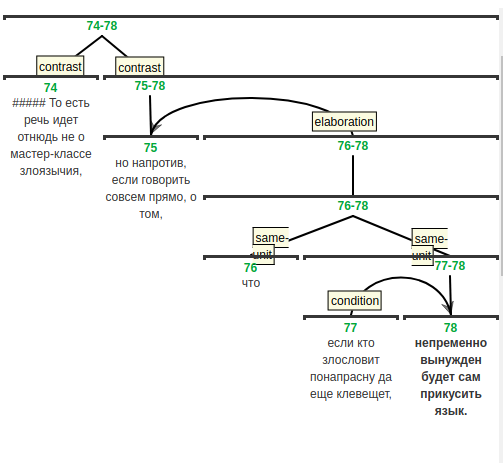 74-78
contrast
contrast
74
75-78
##### То есть
речь идет
отнюдь не о
мастер-классе
злоязычия,
elaboration
75
76-78
но напротив,
если говорить
совсем прямо, о
том,
76-78
same-
unit
same-
unit
76
77-78
что
condition
77
78
если кто
злословит
понапрасну да
еще клевещет,
непременно
вынужден
будет сам
прикусить
язык.